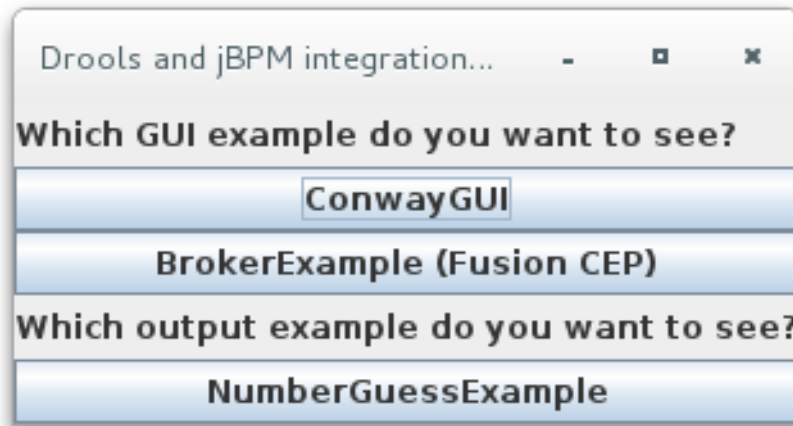 Drools and jBPM integration...
Which GUI example do you want to see?
ConwayGUI
BrokerExample (Fusion CEP)
Which output example do you want to see?
NumberGuessExample